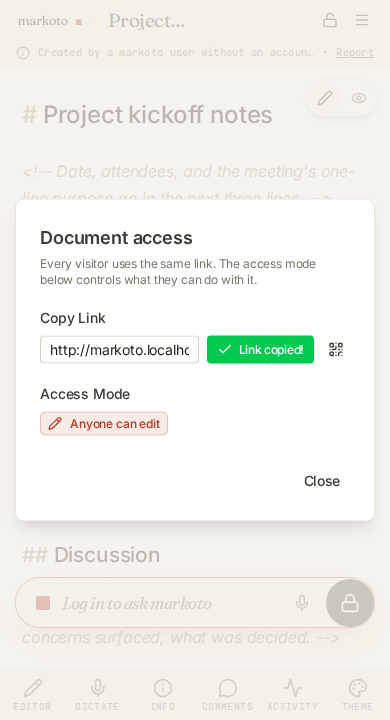 markoto
Project...
Created by a markoto user without an accoun… · Report
# Project kickoff notes
<!-- Date, attendees, and the meeting's one-
line purpose go in the next three lines. -->
Document access
Every visitor uses the same link. The access mode
below controls what they can do with it.
Copy Link
http://markoto.localho
Link copied!
Access Mode
Anyone can edit
Close
## Discussion
Log in to ask markoto
concerns surfaced, what was decided. -->
EDITOR
DICTATE
INFO
COMMENTS
ACTIVITY
THEME